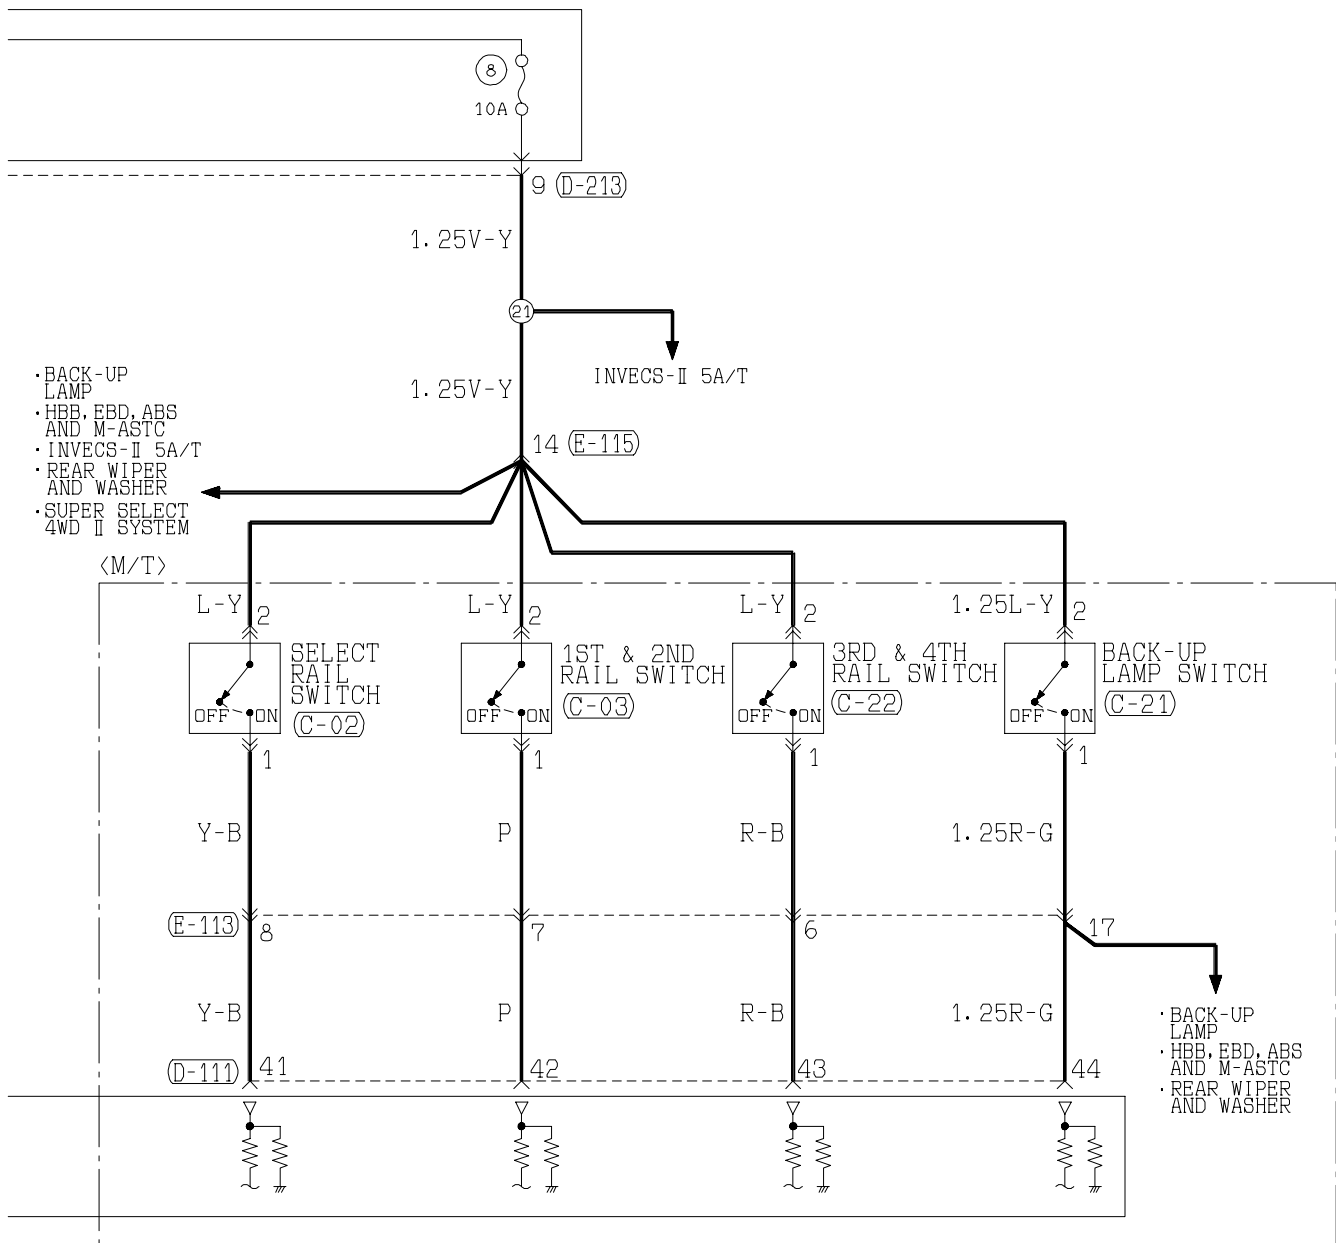 8
10A
9 D-213
1.25V-Y
21
INVECS-Ⅱ 5A/T
1.25V-Y
14 E-115
・BACK-UP
LAMP
・HBB, EBD, ABS
AND M-ASTC
・INVECS-Ⅱ 5A/T
・REAR WIPER
AND WASHER
・SUPER SELECT
4WD Ⅱ SYSTEM
〈M/T〉
L-Y 2
L-Y 2
L-Y 2
1.25L-Y 2
SELECT
RAIL
SWITCH
C-02
OFF ON
1ST & 2ND
RAIL SWITCH
C-03
OFF ON
3RD & 4TH
RAIL SWITCH
C-22
OFF ON
BACK-UP
LAMP SWITCH
C-21
OFF ON
1
1
1
1
Y-B
P
R-B
1.25R-G
E-113 8
7
6
17
Y-B
P
R-B
1.25R-G
D-111 41
42
43
44
・BACK-UP
LAMP
・HBB, EBD, ABS
AND M-ASTC
・REAR WIPER
AND WASHER